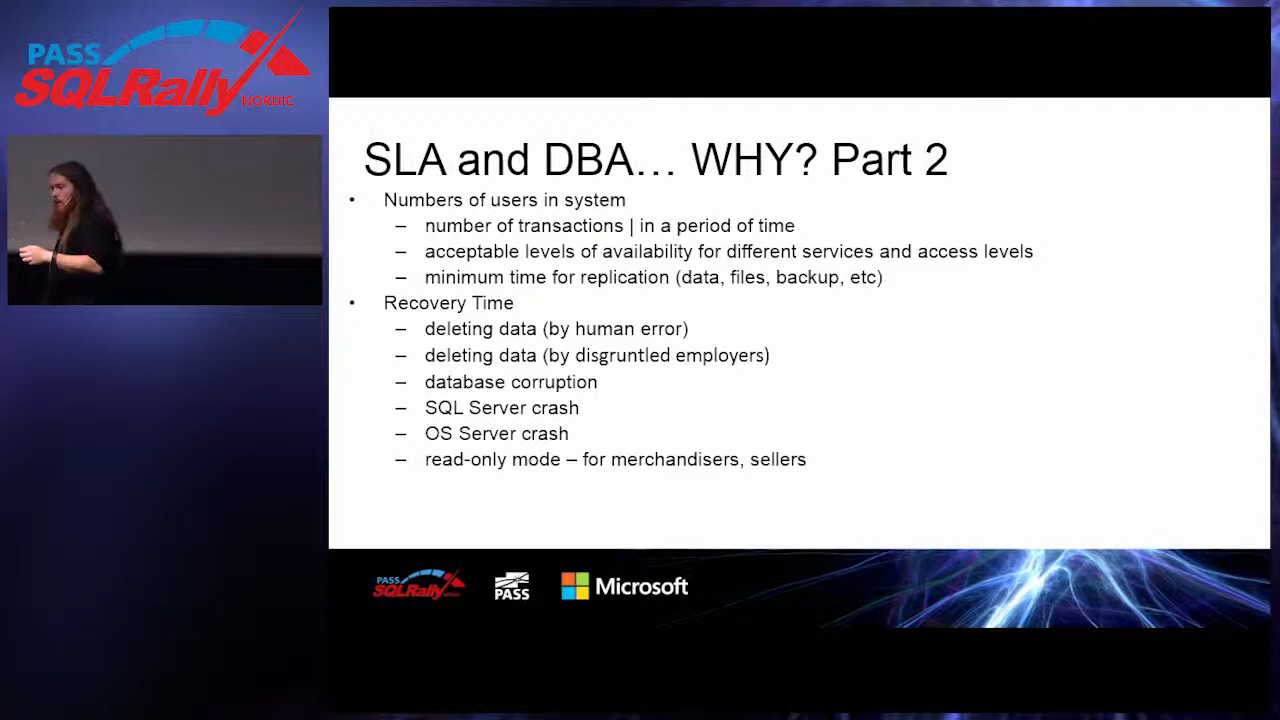 PASS
SQLRally
NORDIC
SLA and DBA… WHY? Part 2
• Numbers of users in system
– number of transactions | in a period of time
– acceptable levels of availability for different services and access levels
– minimum time for replication (data, files, backup, etc)
• Recovery Time
– deleting data (by human error)
– deleting data (by disgruntled employers)
– database corruption
– SQL Server crash
– OS Server crash
– read-only mode – for merchandisers, sellers
PASS
SQLRally
PASS
Microsoft